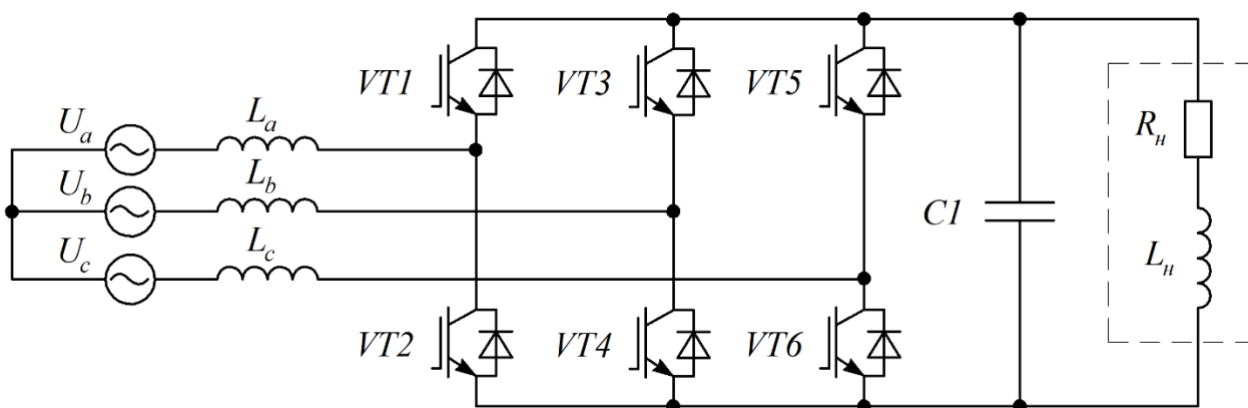 VT1
VT3
VT5
U_a
L_a
U_b
L_b
U_c
L_c
C1
R_н
L_н
VT2
VT4
VT6